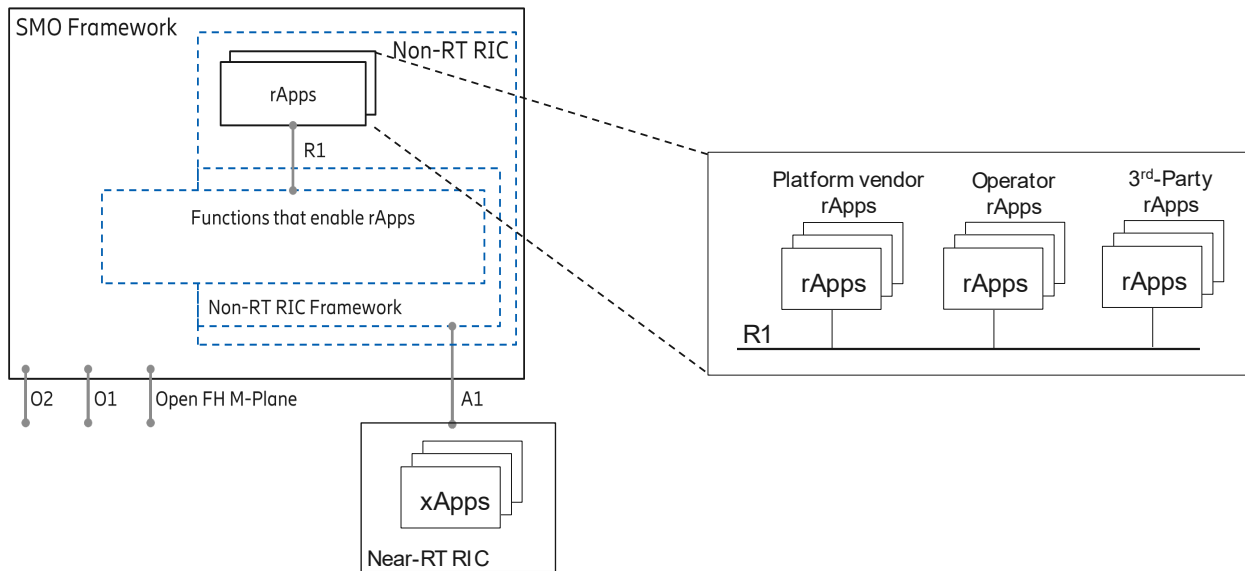 SMO Framework
Non-RT RIC
rApps
R1
Functions that enable rApps
Non-RT RIC Framework
O2
O1
Open FH M-Plane
A1
xApps
Near-RT RIC
Platform vendor
rApps
Operator
rApps
3rd-Party
rApps
rApps
rApps
rApps
R1